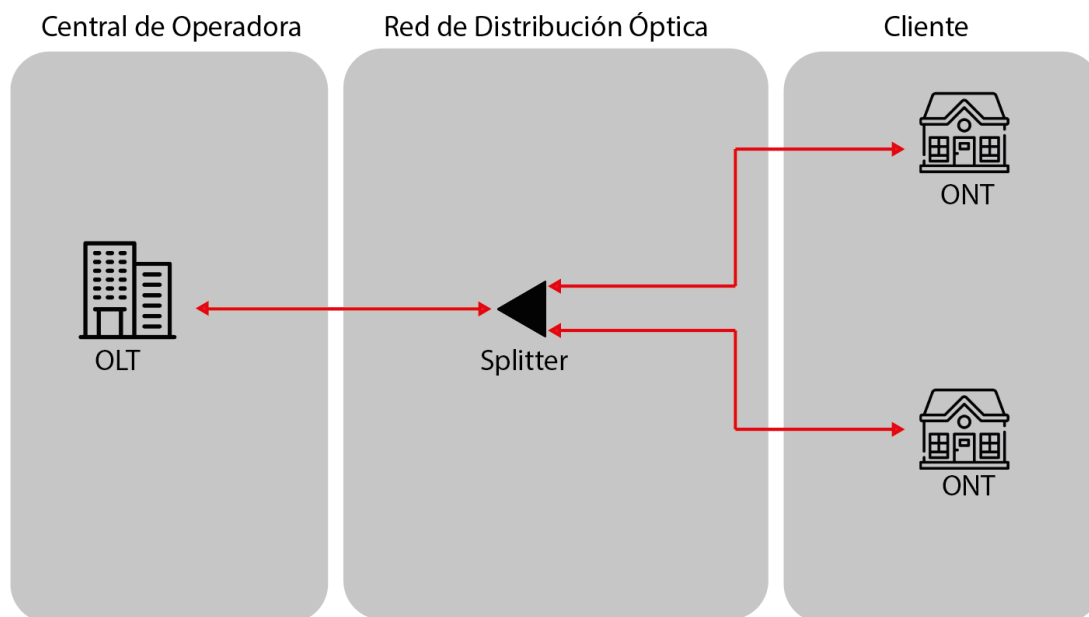 Central de Operadora
Red de Distribución Óptica
Cliente
ONT
OLT
Splitter
ONT